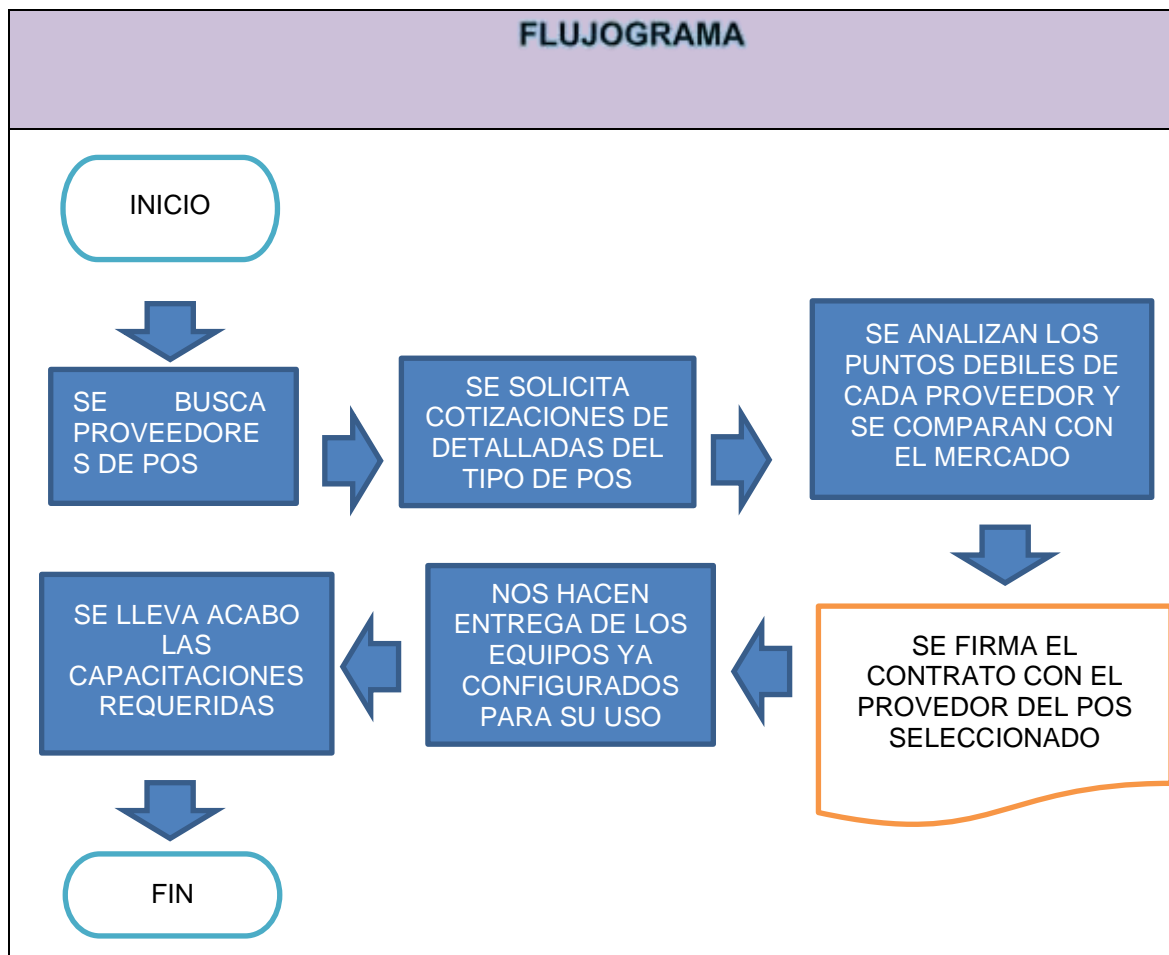 FLUJOGRAMA
INICIO
SE BUSCA
PROVEEDORE
S DE POS
SE SOLICITA
COTIZACIONES DE
DETALLADAS DEL
TIPO DE POS
SE ANALIZAN LOS
PUNTOS DEBILES DE
CADA PROVEEDOR Y
SE COMPARAN CON
EL MERCADO
SE FIRMA EL
CONTRATO CON EL
PROVEDOR DEL POS
SELECCIONADO
NOS HACEN
ENTREGA DE LOS
EQUIPOS YA
CONFIGURADOS
PARA SU USO
SE LLEVA ACABO
LAS
CAPACITACIONES
REQUERIDAS
FIN